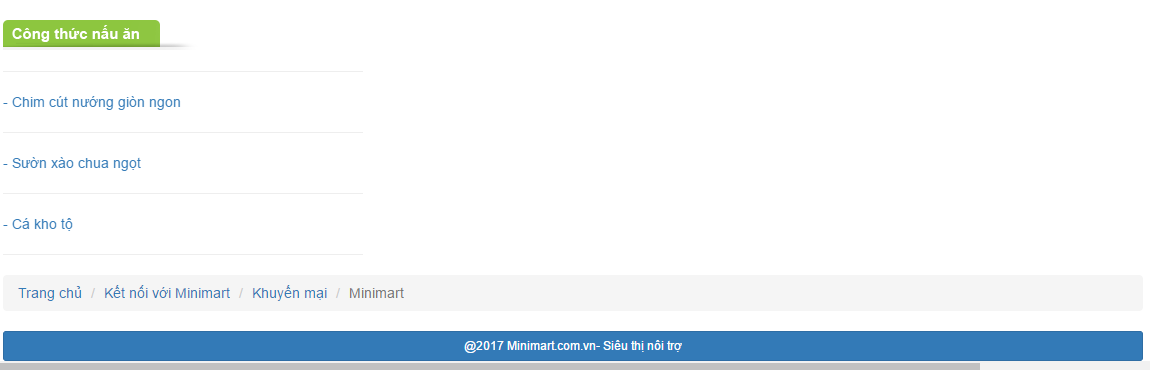 Công thức nấu ăn
- Chim cút nướng giòn ngon
- Sườn xào chua ngọt
- Cá kho tộ
Trang chủ / Kết nối với Minimart / Khuyến mại / Minimart
@2017 Minimart.com.vn- Siêu thị nôi trợ